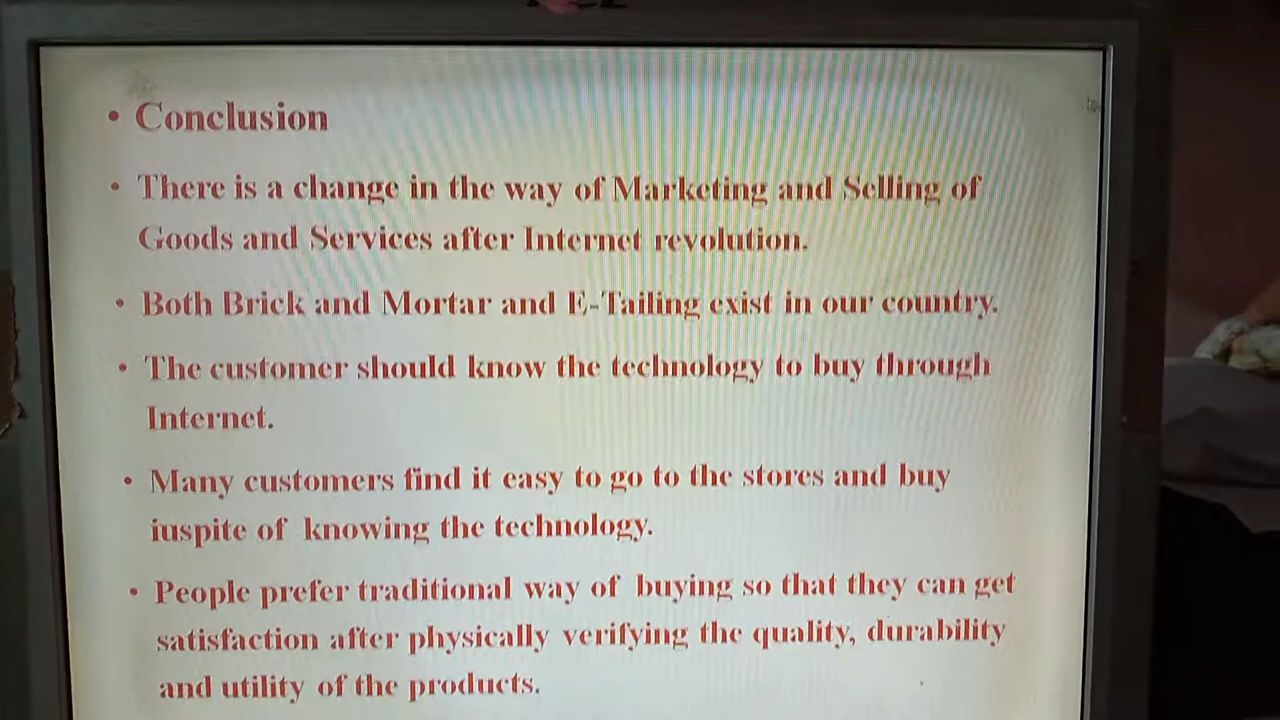 • Conclusion
• There is a change in the way of Marketing and Selling of
Goods and Services after Internet revolution.
• Both Brick and Mortar and E-Tailing exist in our country.
• The customer should know the technology to buy through
Internet.
• Many customers find it easy to go to the stores and buy
iuspite of knowing the technology.
• People prefer traditional way of buying so that they can get
satisfaction after physically verifying the quality, durability
and utility of the products.